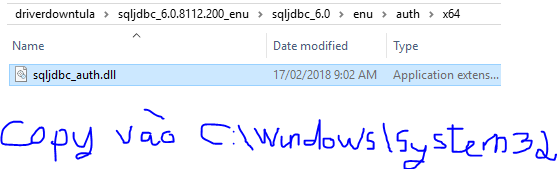 driverdowntula > sqljdbc_6.0.8112.200_enu > sqljdbc_6.0 > enu > auth > x64
Name Date modified Type
sqljdbc_auth.dll 17/02/2018 9:02 AM Application extens...
Copy vào C:\Windows\System32